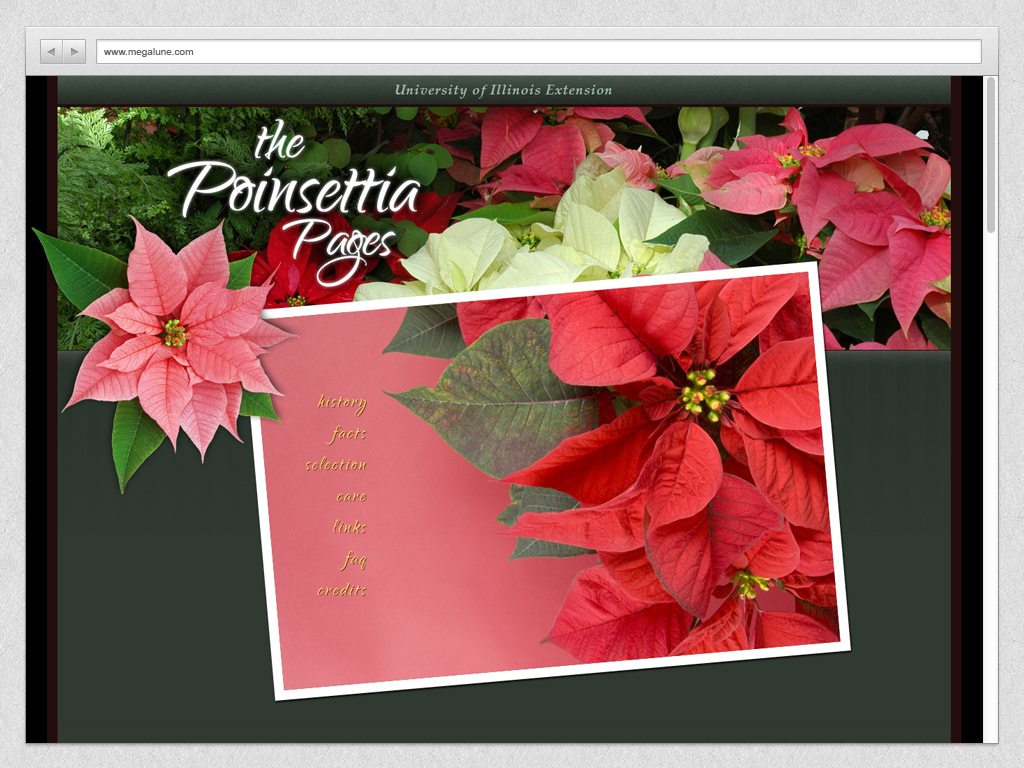 www.megalune.com
University of Illinois Extension
the
Poinsettia
Pages
history
facts
selection
care
links
faq
credits